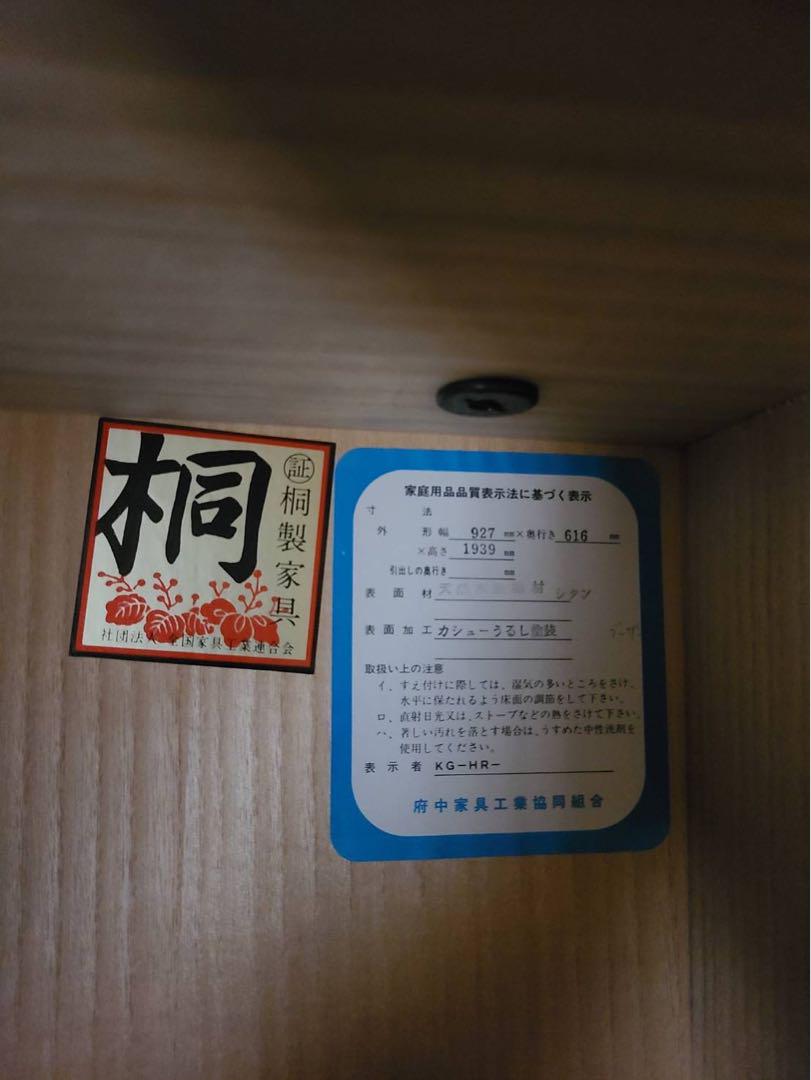 桐
証
桐製家具
社団法人 全国家具工業連合会
家庭用品品質表示法に基づく表示
寸法
外形幅 927 mm×奥行き 616 mm
×高さ 1939 mm
引出しの奥行き mm
表面材 天然木 材 シタン
表面加工 カシューうるし塗装
取扱い上の注意
イ、すえ付けに際しては、湿気の多いところをさけ、
水平に保たれるよう床面の調節をして下さい。
ロ、直射日光又は、ストーブなどの熱をさけて下さい。
ハ、著しい汚れを落とす場合は、うすめた中性洗剤を
使用してください。
表示者 KG-HR-
府中家具工業協同組合